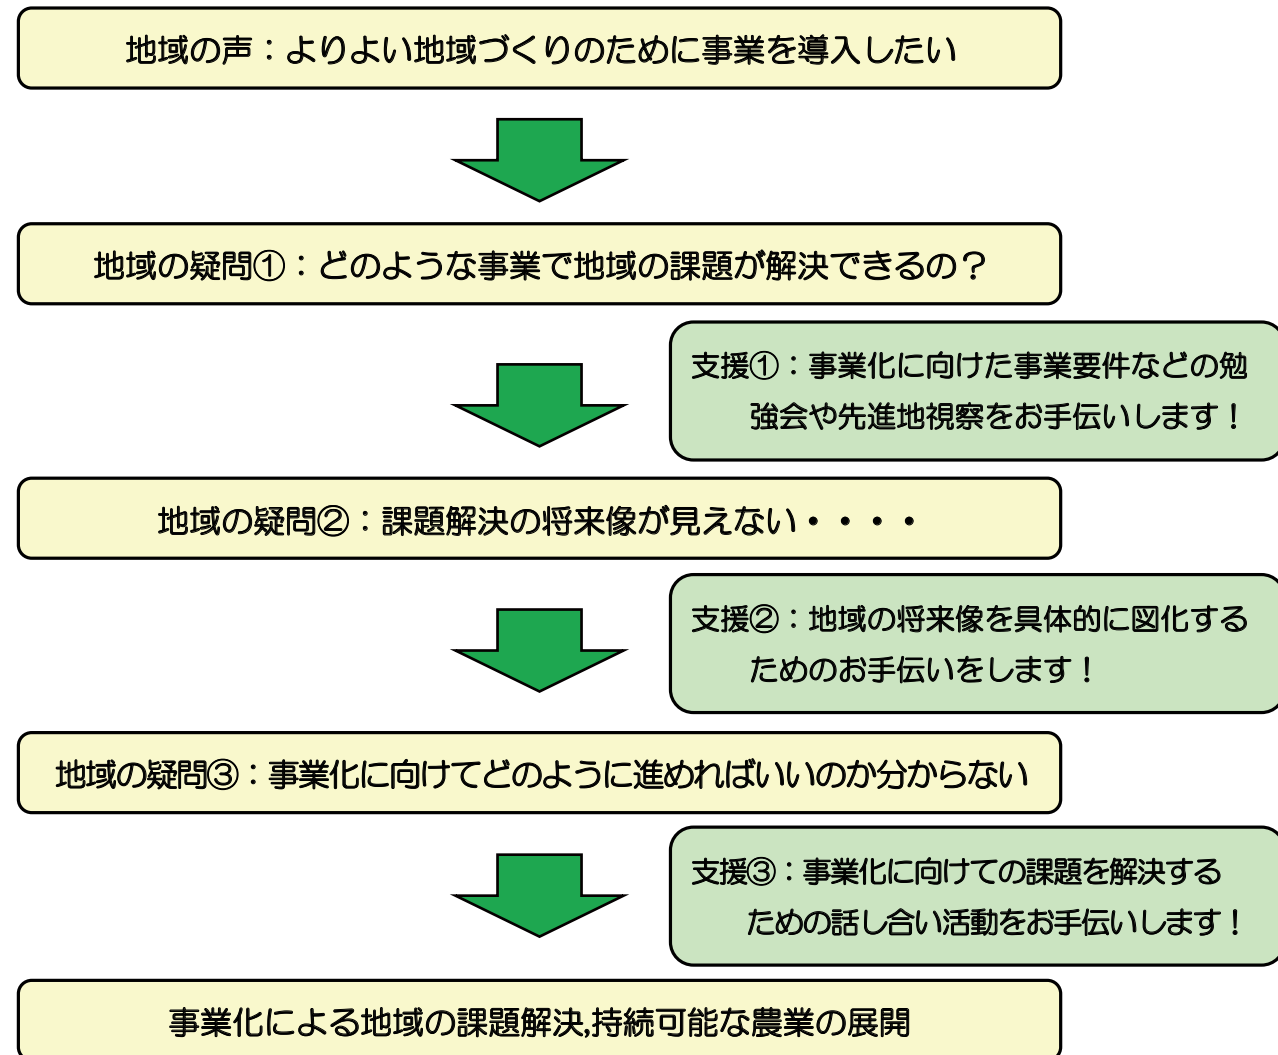 地域の声：よりよい地域づくりのために事業を導入したい
地域の疑問①：どのような事業で地域の課題が解決できるの？
支援①：事業化に向けた事業要件などの勉
強会や先進地視察をお手伝いします！
地域の疑問②：課題解決の将来像が見えない・・・・
支援②：地域の将来像を具体的に図化する
ためのお手伝いをします！
地域の疑問③：事業化に向けてどのように進めればいいのか分からない
支援③：事業化に向けての課題を解決する
ための話し合い活動をお手伝いします！
事業化による地域の課題解決,持続可能な農業の展開